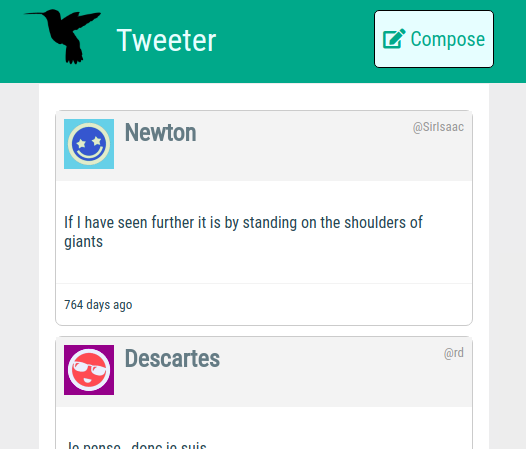 Tweeter
Compose
Newton
@SirIsaac
If I have seen further it is by standing on the shoulders of
giants
764 days ago
Descartes
@rd
Je pense , donc je suis